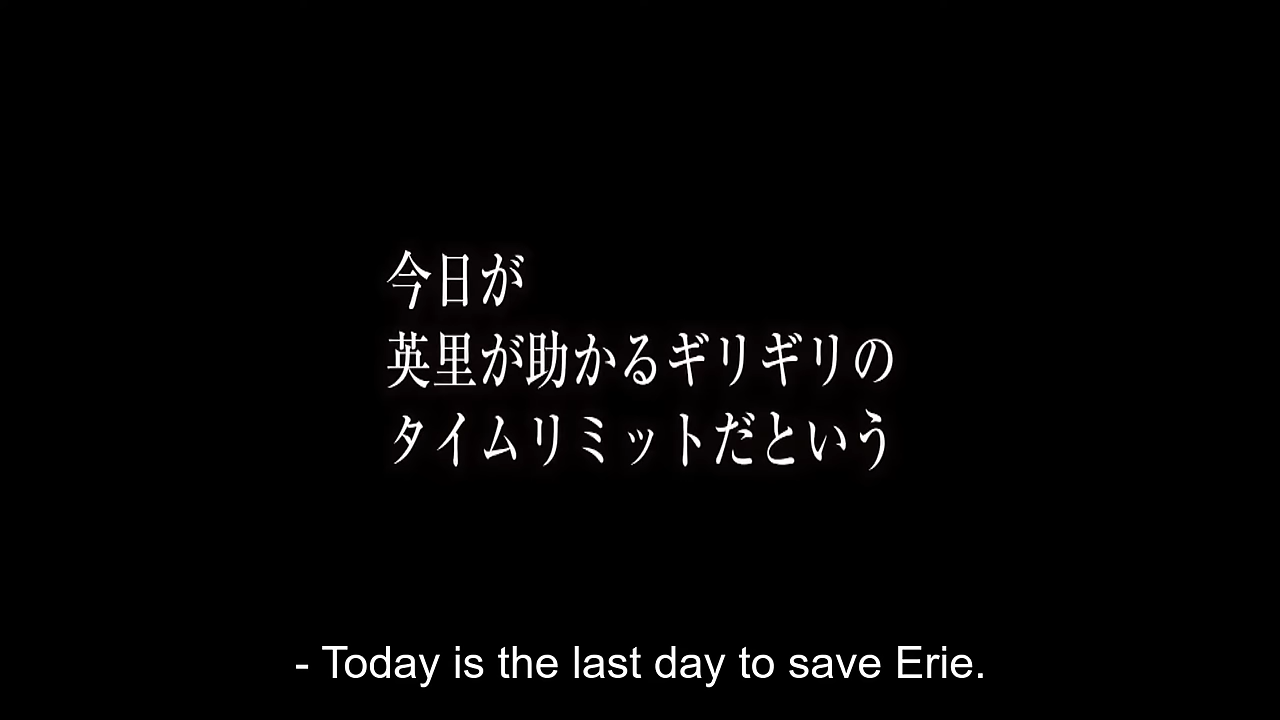 今日が
英里が助かるギリギリの
タイムリミットだという
- Today is the last day to save Erie.